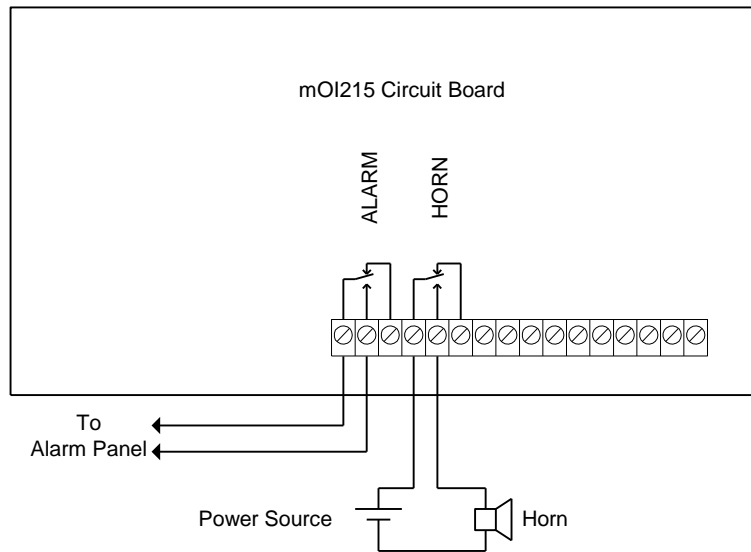 mOI215 Circuit Board
ALARM
HORN
To
Alarm Panel
Power Source
Horn